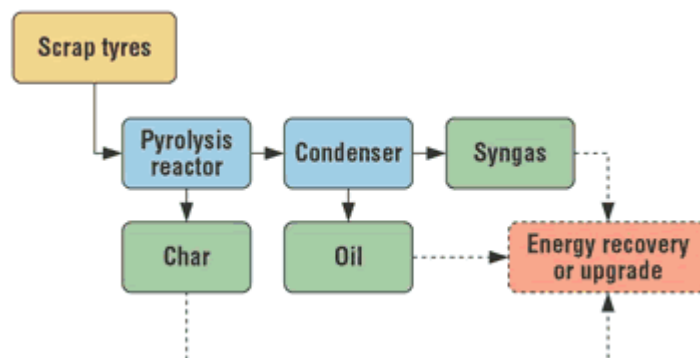 Scrap tyres
Pyrolysis
reactor
Condenser
Syngas
Char
Oil
Energy recovery
or upgrade